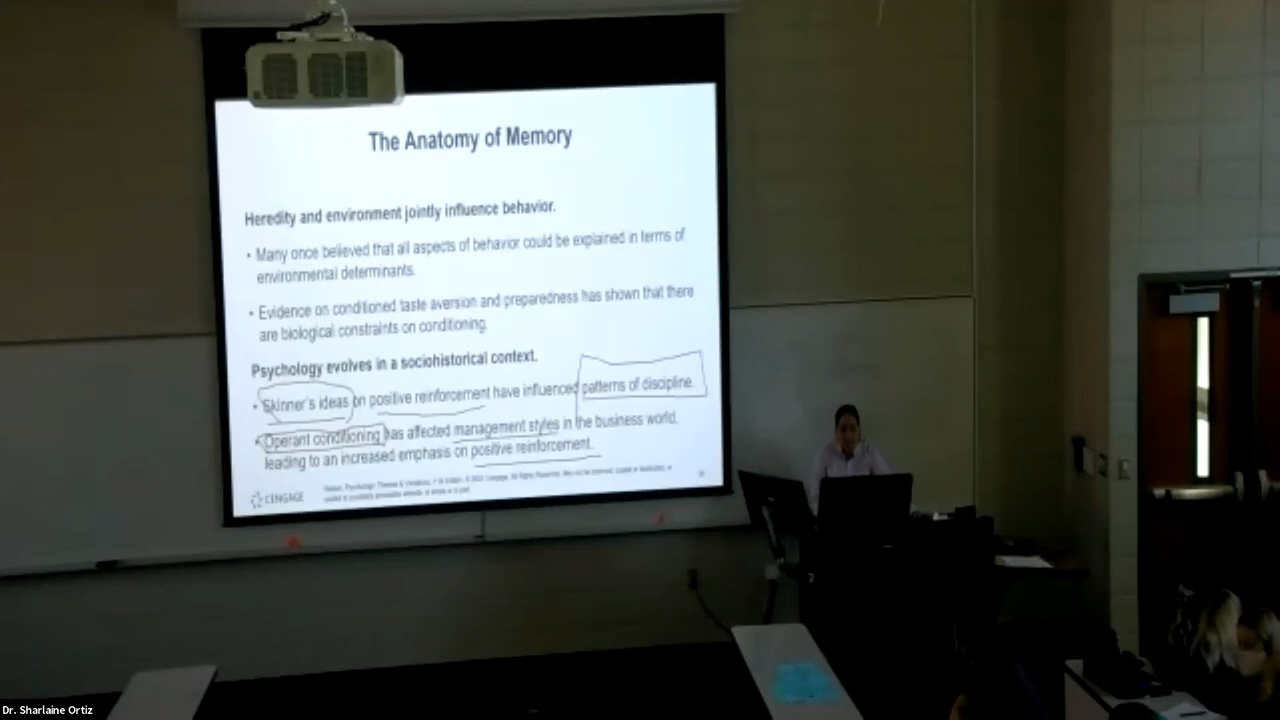 The Anatomy of Memory
Heredity and environment jointly influence behavior.
• Many once believed that all aspects of behavior could be explained in terms of
environmental determinants.
• Evidence on conditioned taste aversion and preparedness has shown that there
are biological constraints on conditioning.
Psychology evolves in a sociohistorical context.
• Skinner's ideas on positive reinforcement have influenced patterns of discipline.
• Operant conditioning has affected management styles in the business world,
leading to an increased emphasis on positive reinforcement.
CENGAGE
Dr. Sharlaine Ortiz